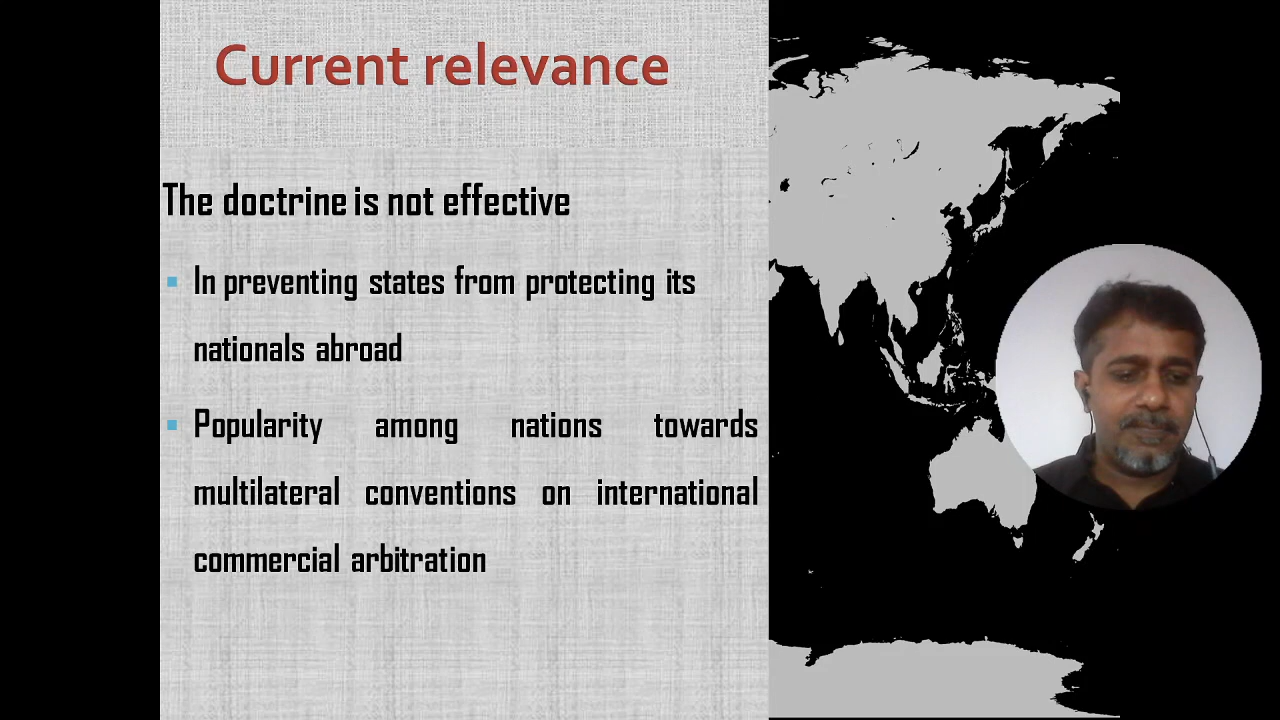 Current relevance
The doctrine is not effective
In preventing states from protecting its
nationals abroad
Popularity among nations towards
multilateral conventions on international
commercial arbitration